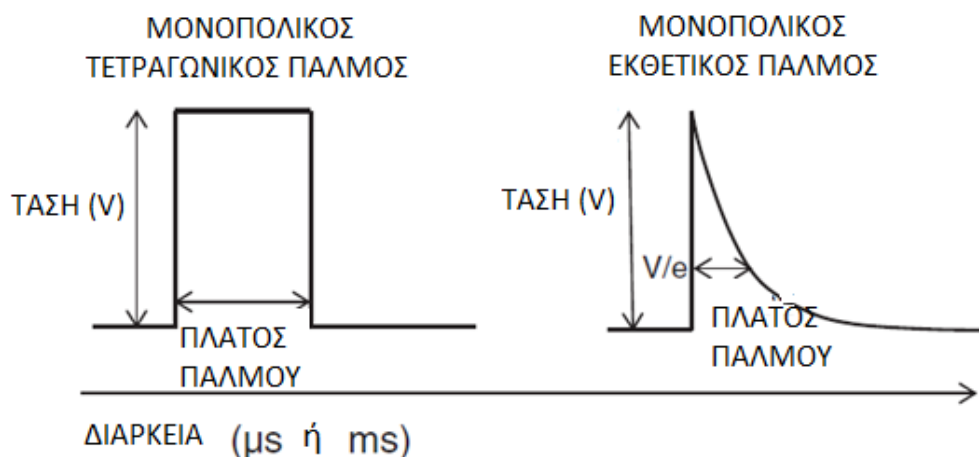 ΜΟΝΟΠΟΛΙΚΟΣ
ΤΕΤΡΑΓΩΝΙΚΟΣ ΠΑΛΜΟΣ
ΤΑΣΗ (V)
ΠΛΑΤΟΣ
ΠΑΛΜΟΥ
ΜΟΝΟΠΟΛΙΚΟΣ
ΕΚΘΕΤΙΚΟΣ ΠΑΛΜΟΣ
ΤΑΣΗ (V)
V/e
ΠΛΑΤΟΣ
ΠΑΛΜΟΥ
ΔΙΑΡΚΕΙΑ (μs ή ms)